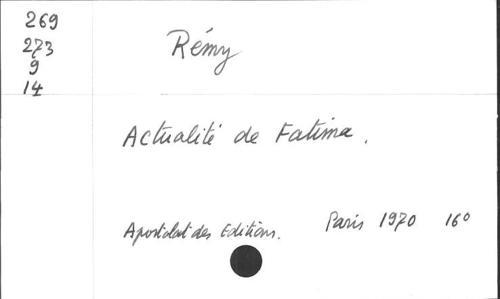 269
273
9
14
Rémy
Actualité de Fatima.
Apostolat des Editions. Paris 1970 16°